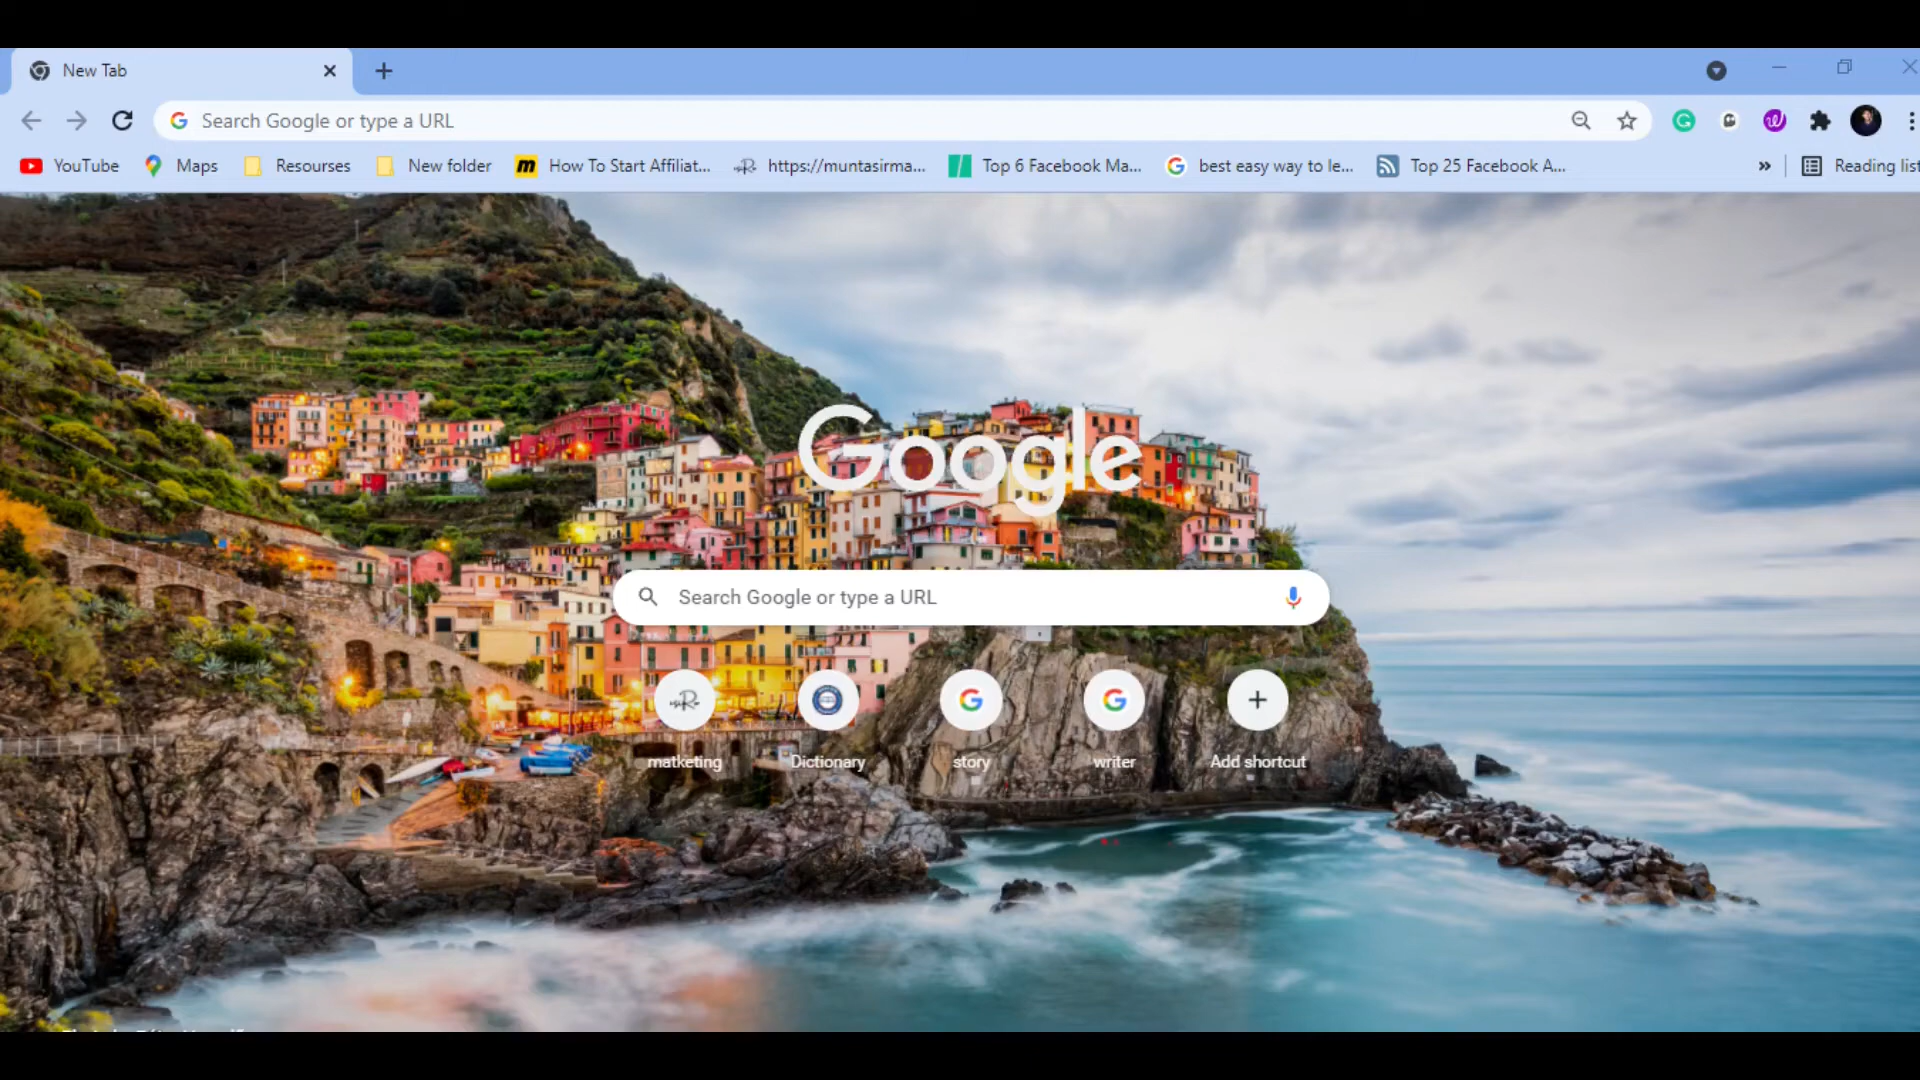 New Tab
Search Google or type a URL
YouTube
Maps
Resourses
New folder
How To Start Affiliat...
https://muntasirma...
Top 6 Facebook Ma...
best easy way to le...
Top 25 Facebook A...
Reading list
Google
Search Google or type a URL
matketing
Dictionary
story
writer
Add shortcut